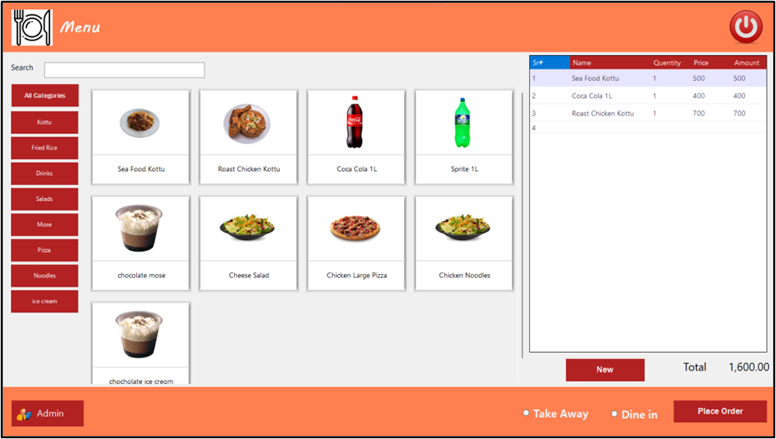 Menu
Search
All Categories
Kottu
Fried Rice
Drinks
Salads
Mose
Pizza
Noodles
ice cream
Sea Food Kottu
Roast Chicken Kottu
Coca Cola 1L
Sprite 1L
chocolate mose
Cheese Salad
Chicken Large Pizza
Chicken Noodles
chocholate ice cream
Sr# Name Quentity Price Amount
1 Sea Food Kottu 1 500 500
2 Coca Cola 1L 1 400 400
3 Roast Chicken Kottu 1 700 700
4
New Total 1,600.00
Admin
Take Away Dine in Place Order